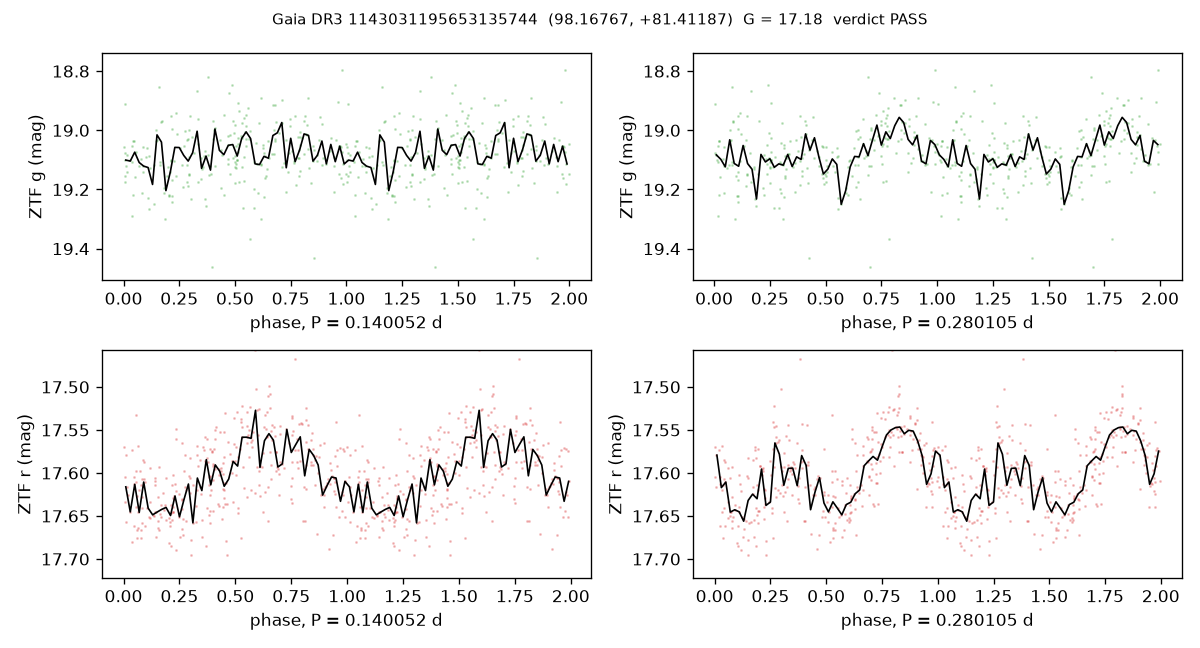 Gaia DR3 1143031195653135744 (98.16767, +81.41187) G = 17.18 verdict PASS
ZTF g (mag)
18.8
19.0
19.2
19.4
0.00 0.25 0.50 0.75 1.00 1.25 1.50 1.75 2.00
phase, P = 0.140052 d
ZTF g (mag)
18.8
19.0
19.2
19.4
0.00 0.25 0.50 0.75 1.00 1.25 1.50 1.75 2.00
phase, P = 0.280105 d
ZTF r (mag)
17.50
17.55
17.60
17.65
17.70
0.00 0.25 0.50 0.75 1.00 1.25 1.50 1.75 2.00
phase, P = 0.140052 d
ZTF r (mag)
17.50
17.55
17.60
17.65
17.70
0.00 0.25 0.50 0.75 1.00 1.25 1.50 1.75 2.00
phase, P = 0.280105 d